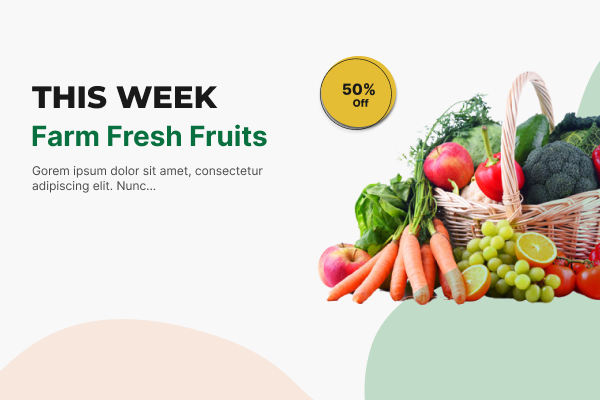 THIS WEEK
Farm Fresh Fruits
Gorem ipsum dolor sit amet, consectetur
adipiscing elit. Nunc...
50%
Off